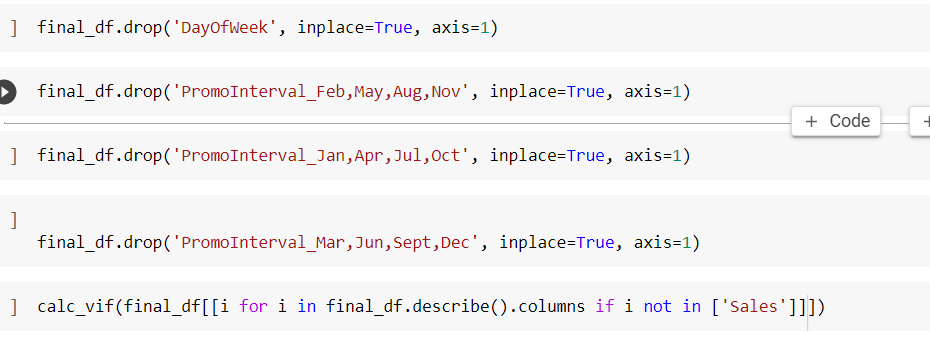 ] final_df.drop('DayOfWeek', inplace=True, axis=1)
final_df.drop('PromoInterval_Feb,May,Aug,Nov', inplace=True, axis=1)
+ Code +
] final_df.drop('PromoInterval_Jan,Apr,Jul,Oct', inplace=True, axis=1)
]
final_df.drop('PromoInterval_Mar,Jun,Sept,Dec', inplace=True, axis=1)
] calc_vif(final_df[[i for i in final_df.describe().columns if i not in ['Sales']]])